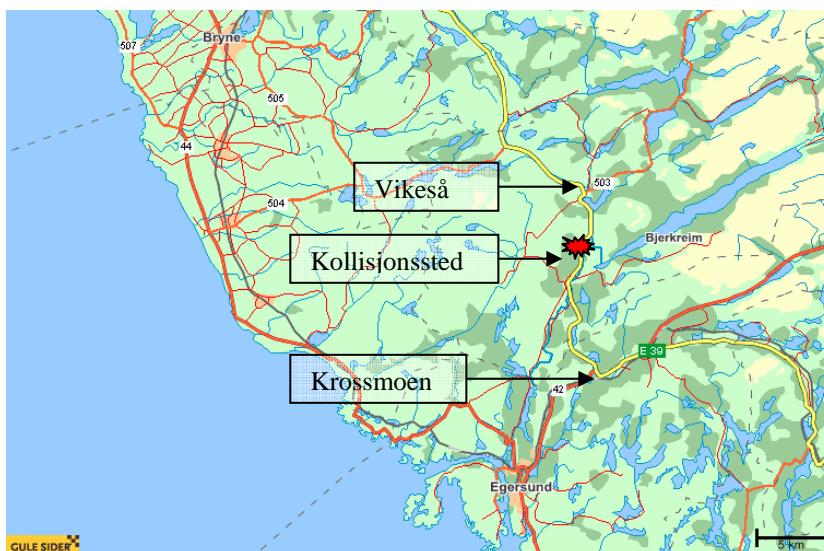 507
Bryne
505
44
Vikeså
503
504
Bjerkreim
Kollisjonssted
E 39
Krossmoen
42
Egersund
GULE SIDER
5 km